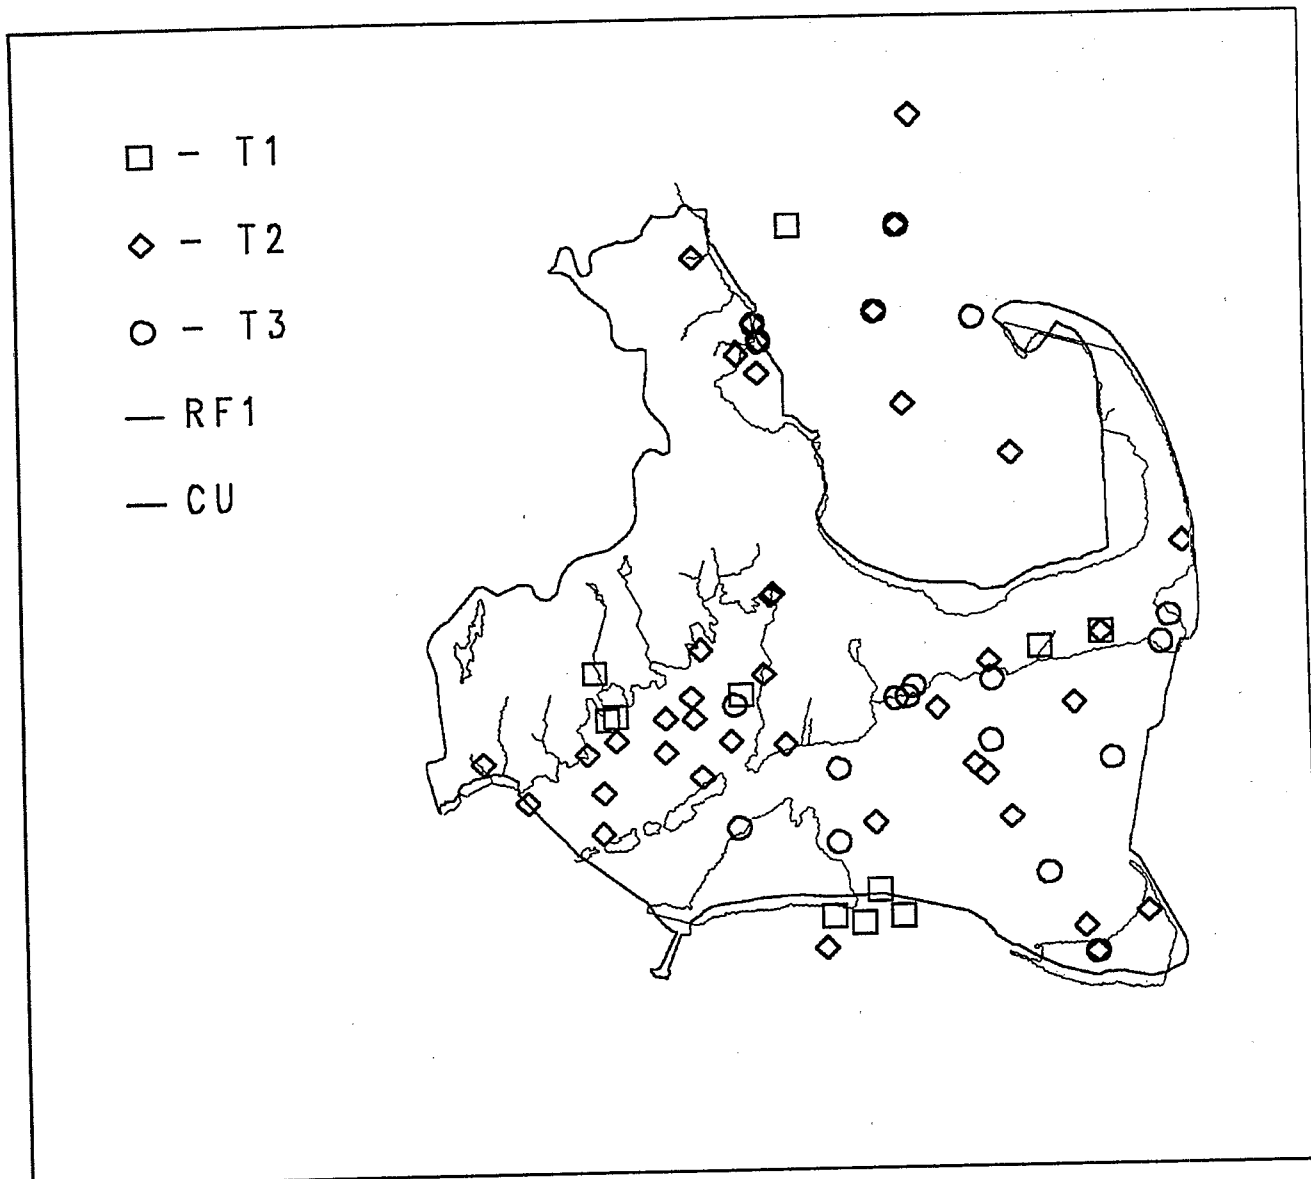 □ - T1
◇ - T2
○ - T3
— RF1
— CU